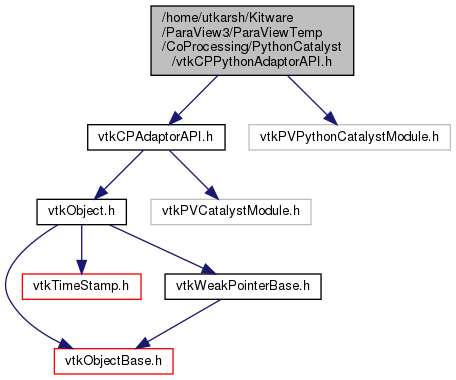 /home/utkarsh/Kitware
/ParaView3/ParaViewTemp
/CoProcessing/PythonCatalyst
/vtkCPPythonAdaptorAPI.h
vtkCPAdaptorAPI.h
vtkPVPythonCatalystModule.h
vtkObject.h
vtkPVCatalystModule.h
vtkTimeStamp.h
vtkWeakPointerBase.h
vtkObjectBase.h